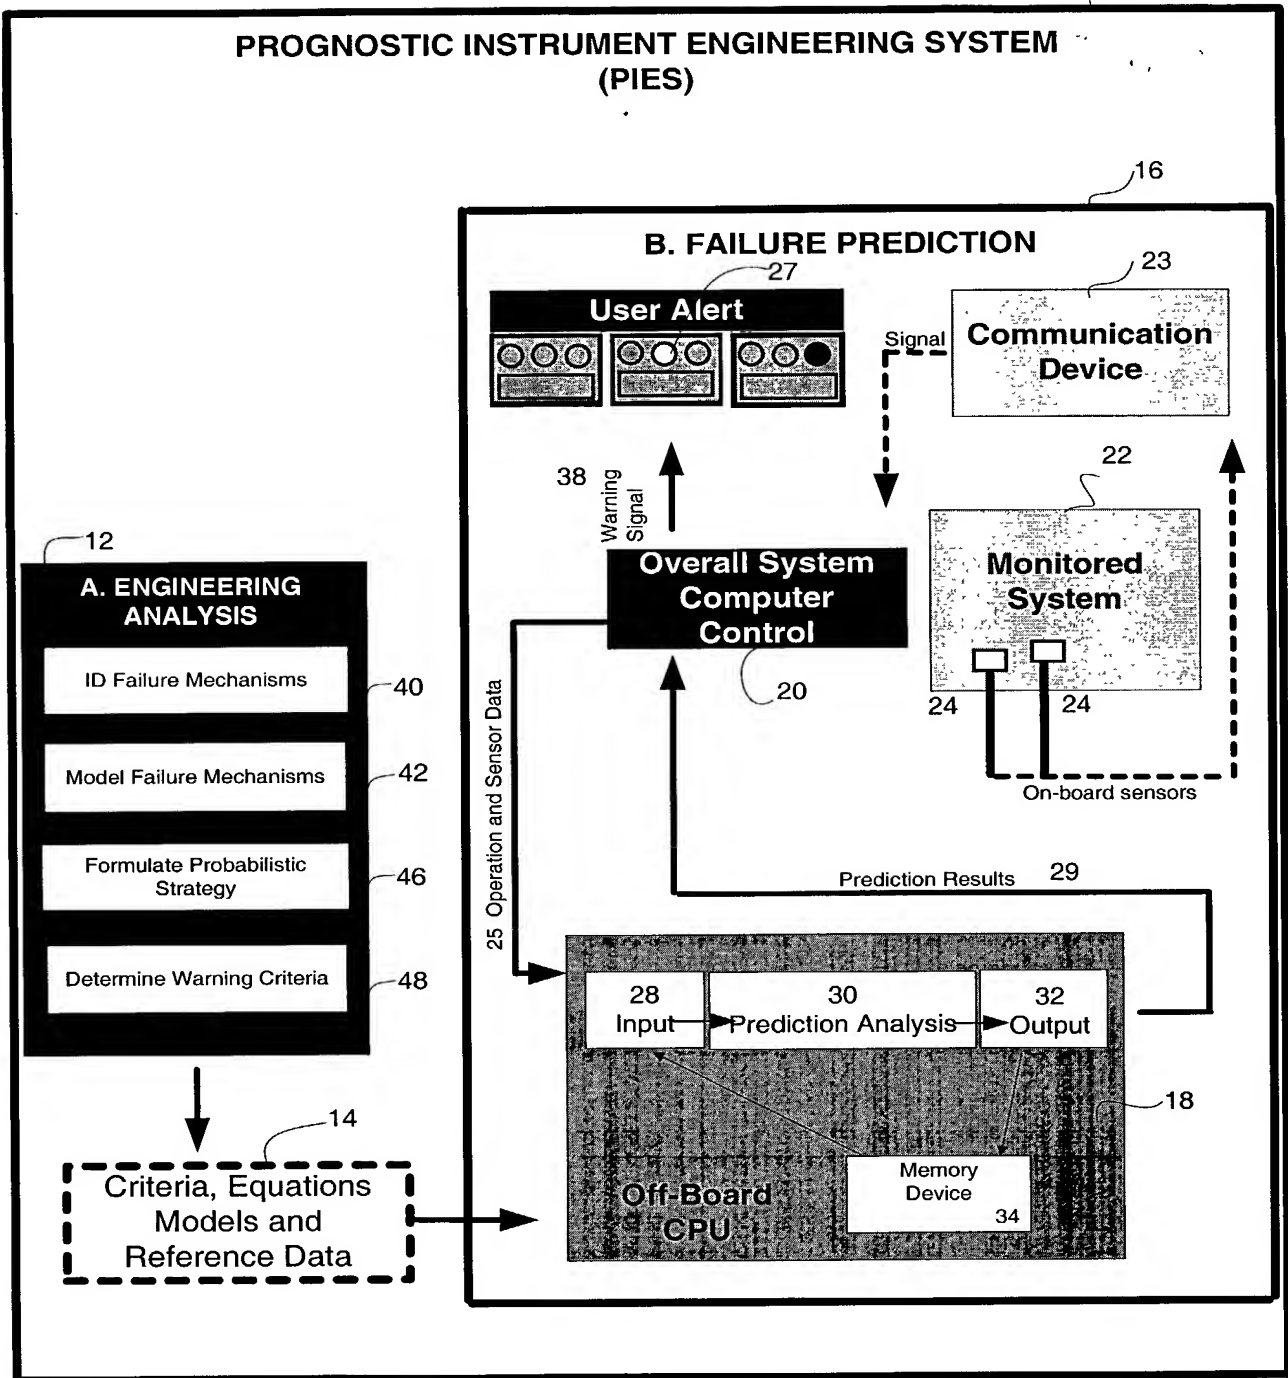 PROGNOSTIC INSTRUMENT ENGINEERING SYSTEM
(PIES)
16
B. FAILURE PREDICTION
27
23
User Alert
Signal
Communication
Device
38
Warning
Signal
22
12
A. ENGINEERING
ANALYSIS
ID Failure Mechanisms
40
Model Failure Mechanisms
42
Formulate Probabilistic
Strategy
46
Determine Warning Criteria
48
Overall System
Computer
Control
20
Monitored
System
24
24
On-board sensors
25 Operation and Sensor Data
Prediction Results
29
28
Input
30
Prediction Analysis
32
Output
18
14
Criteria, Equations
Models and
Reference Data
Memory
Device
34
Off-Board
CPU